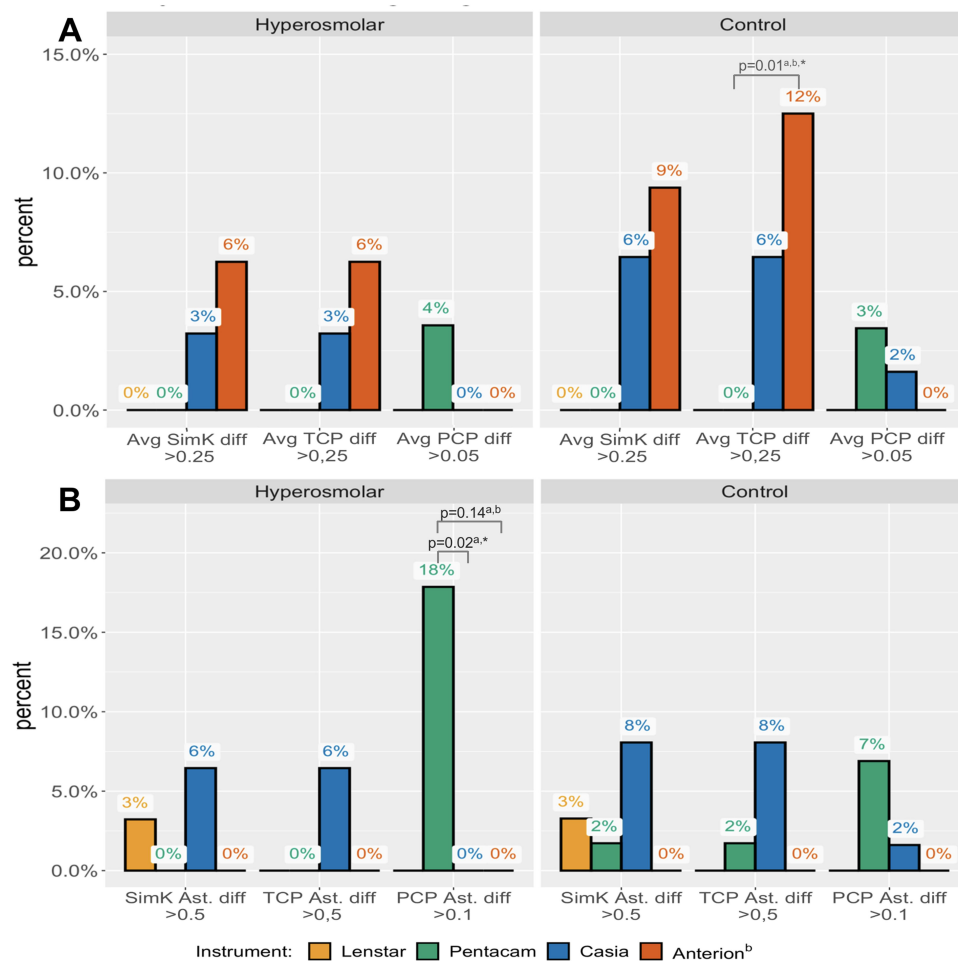 A
Hyperosmolar
Control
percent
15.0%
10.0%
5.0%
0.0%
0% 0% 3% 6%
0% 3% 6%
4% 0% 0%
p=0.01a,b,*
0% 0% 6% 9%
0% 6% 12%
3% 2% 0%
Avg SimK diff >0.25
Avg TCP diff >0,25
Avg PCP diff >0.05
Avg SimK diff >0.25
Avg TCP diff >0,25
Avg PCP diff >0.05
B
Hyperosmolar
Control
percent
20.0%
15.0%
10.0%
5.0%
0.0%
p=0.14a,b
p=0.02a,*
3% 0% 6% 0%
0% 6% 0%
18% 0% 0%
3% 2% 8% 0%
2% 8% 0%
7% 2% 0%
SimK Ast. diff >0.5
TCP Ast. diff >0,5
PCP Ast. diff >0.1
SimK Ast. diff >0.5
TCP Ast. diff >0,5
PCP Ast. diff >0.1
Instrument: Lenstar Pentacam Casia Anterionb